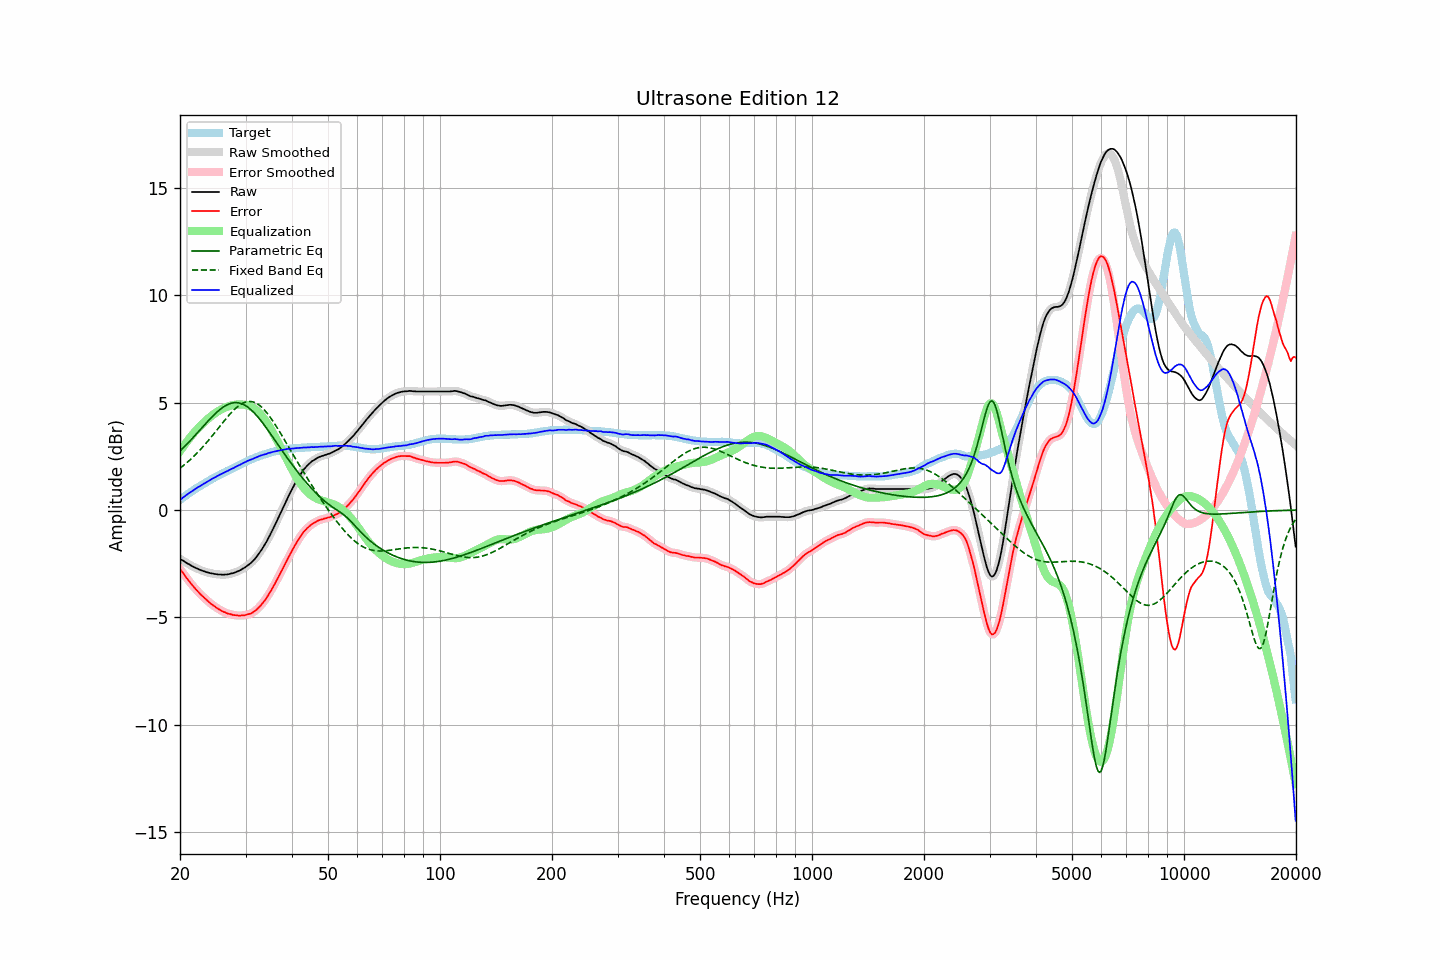 Ultrasone Edition 12
Target
Raw Smoothed
Error Smoothed
Raw
Error
Equalization
Parametric Eq
Fixed Band Eq
Equalized
15
10
5
0
−5
−10
−15
Amplitude (dBr)
20
50
100
200
500
1000
2000
5000
10000
20000
Frequency (Hz)